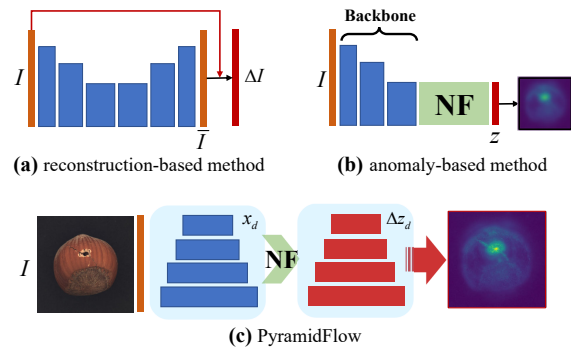 I
Ī
ΔI
(a) reconstruction-based method
Backbone
I
NF
z
(b) anomaly-based method
I
x_d
NF
Δz_d
(c) PyramidFlow